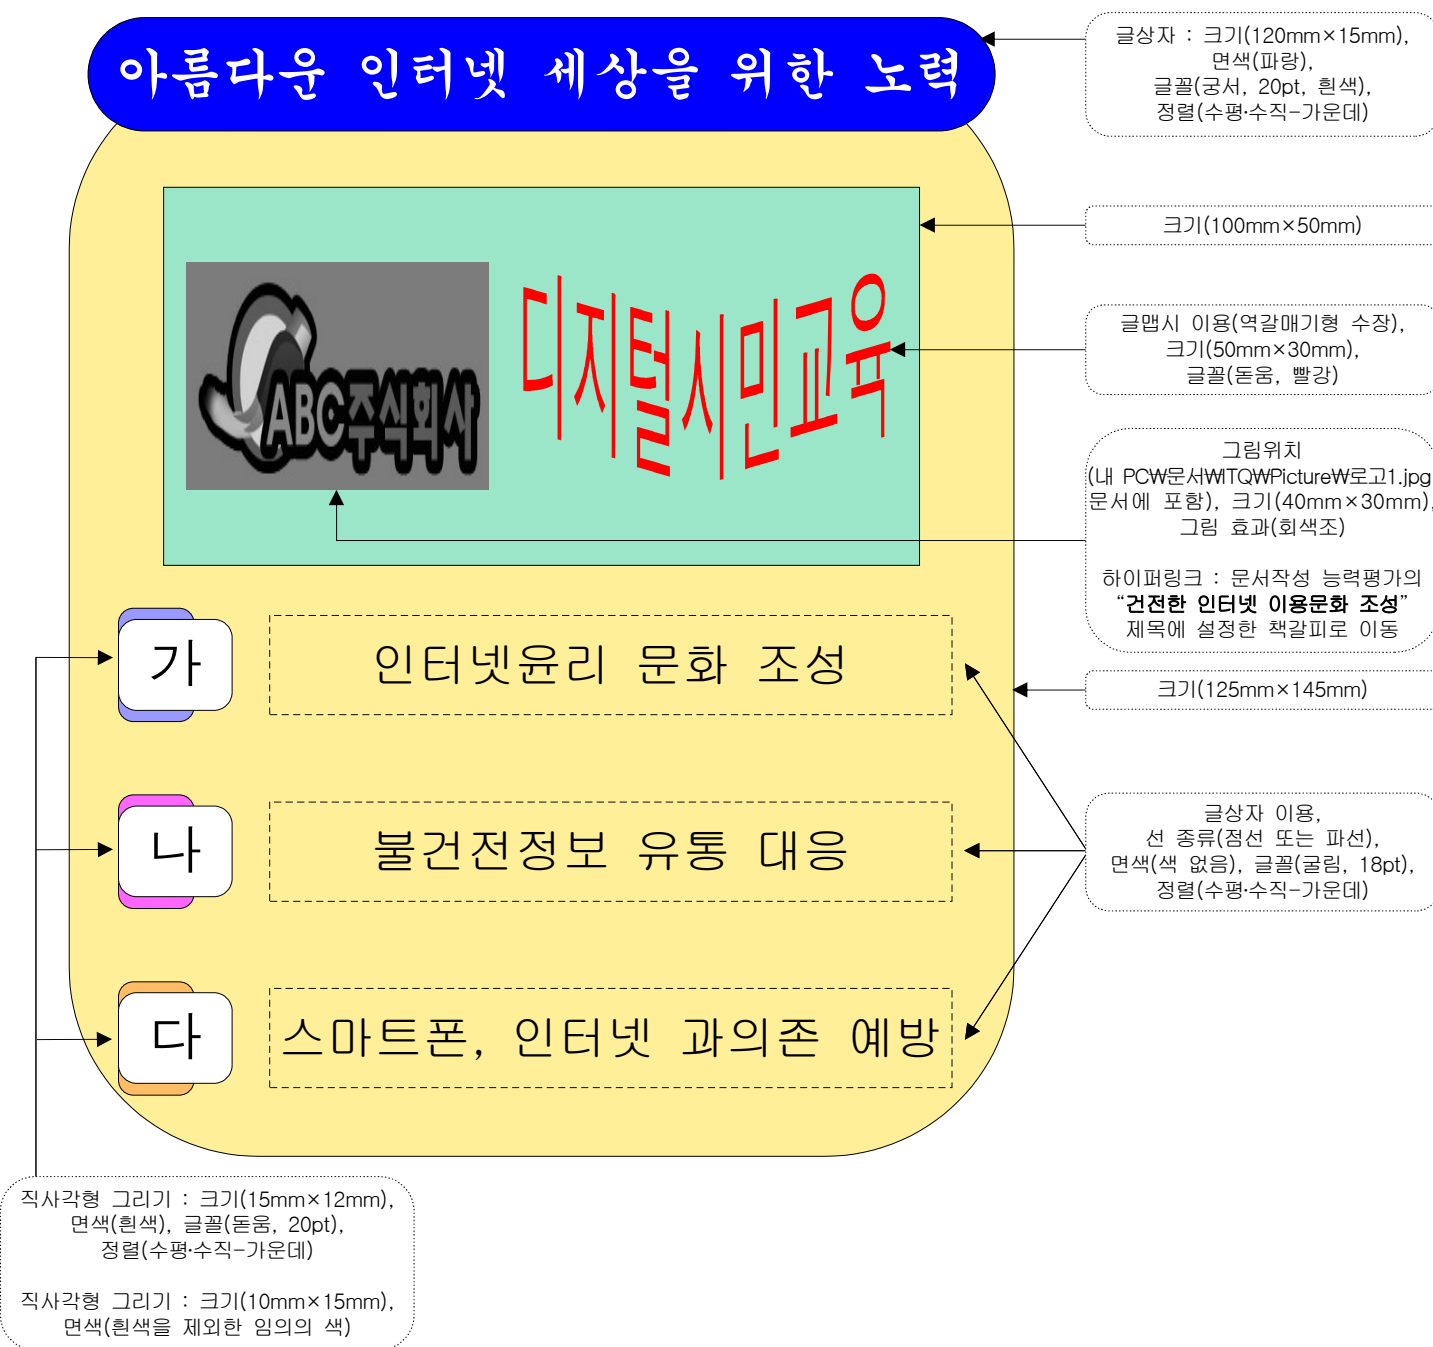 아름다운 인터넷 세상을 위한 노력
글상자 : 크기(120mm×15mm),
면색(파랑),
글꼴(궁서, 20pt, 흰색),
정렬(수평·수직-가운데)
크기(100mm×50mm)
ABC주식회사
디지털시민교육
글맵시 이용(역갈매기형 수장),
크기(50mm×30mm),
글꼴(돋움, 빨강)
그림위치
(내 PC₩문서₩ITQ₩Picture₩로고1.jpg
문서에 포함), 크기(40mm×30mm),
그림 효과(회색조)
하이퍼링크 : 문서작성 능력평가의
“건전한 인터넷 이용문화 조성”
제목에 설정한 책갈피로 이동
가
인터넷윤리 문화 조성
크기(125mm×145mm)
나
불건전정보 유통 대응
글상자 이용,
선 종류(점선 또는 파선),
면색(색 없음), 글꼴(굴림, 18pt),
정렬(수평·수직-가운데)
다
스마트폰, 인터넷 과의존 예방
직사각형 그리기 : 크기(15mm×12mm),
면색(흰색), 글꼴(돋움, 20pt),
정렬(수평·수직-가운데)
직사각형 그리기 : 크기(10mm×15mm),
면색(흰색을 제외한 임의의 색)